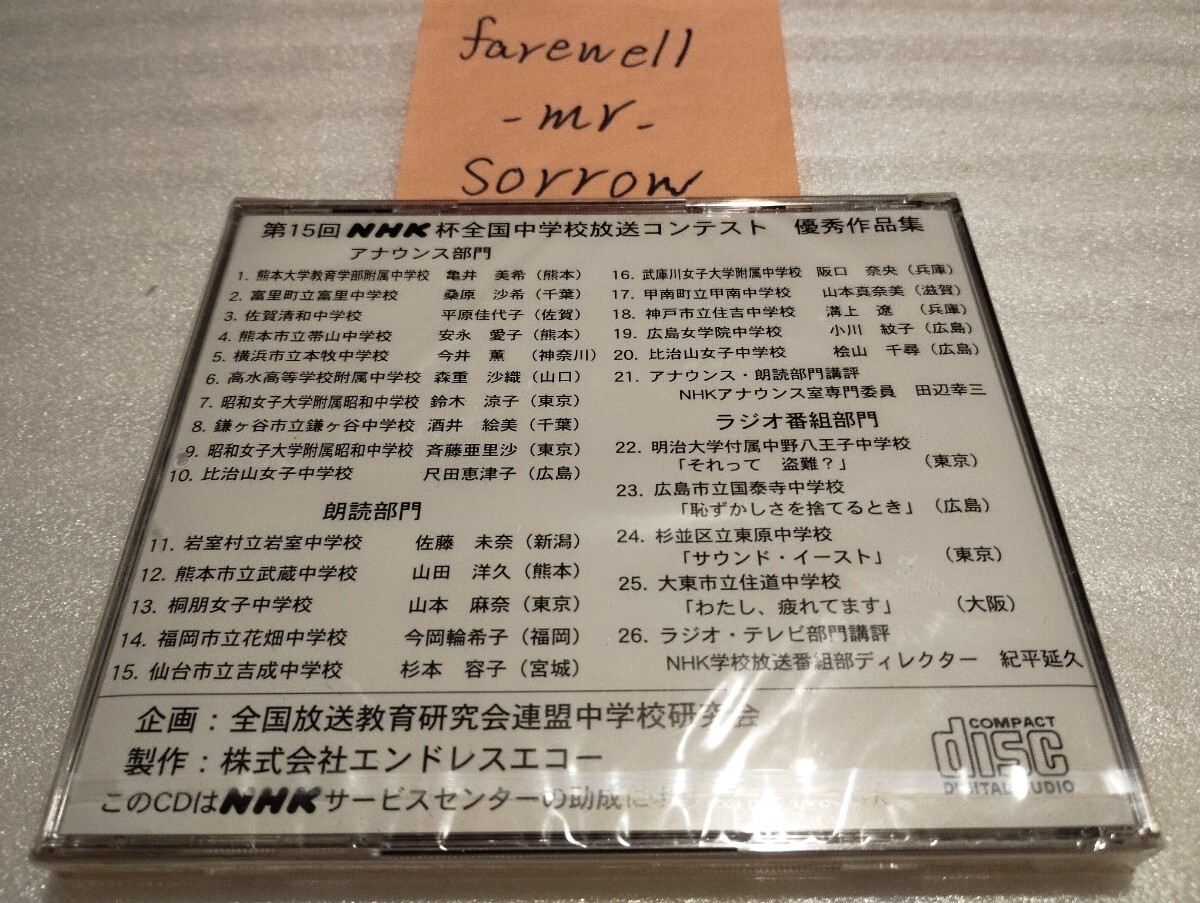 farewell
-mr-
sorrow
第15回 NHK 杯全国中学校放送コンテスト 優秀作品集
アナウンス部門
1. 熊本大学教育学部附属中学校 亀井 美希(熊本)
2. 富里町立富里中学校 桑原 沙希(千葉)
3. 佐賀清和中学校 平原佳代子(佐賀)
4. 熊本市立帯山中学校 安永 愛子(熊本)
5. 横浜市立本牧中学校 今井 薫 (神奈川)
6. 高水高等学校附属中学校 森重 沙織(山口)
7. 昭和女子大学附属昭和中学校 鈴木 涼子(東京)
8. 鎌ヶ谷市立鎌ヶ谷中学校 酒井 絵美(千葉)
9. 昭和女子大学附属昭和中学校 斉藤亜里沙(東京)
10. 比治山女子中学校 尺田恵津子(広島)
朗読部門
11. 岩室村立岩室中学校 佐藤 未奈(新潟)
12. 熊本市立武蔵中学校 山田 洋久(熊本)
13. 桐朋女子中学校 山本 麻奈(東京)
14. 福岡市立花畑中学校 今岡輪希子(福岡)
15. 仙台市立吉成中学校 杉本 容子(宮城)
16. 武庫川女子大学附属中学校 阪口 奈央(兵庫)
17. 甲南町立甲南中学校 山本真奈美(滋賀)
18. 神戸市立住吉中学校 溝上 遼 (兵庫)
19. 広島女学院中学校 小川 紋子(広島)
20. 比治山女子中学校 桧山 千尋(広島)
21. アナウンス・朗読部門講評
NHKアナウンス室専門委員 田辺幸三
ラジオ番組部門
22. 明治大学付属中野八王子中学校
「それって 盗難?」 (東京)
23. 広島市立国泰寺中学校
「恥ずかしさを捨てるとき」(広島)
24. 杉並区立東原中学校
「サウンド・イースト」 (東京)
25. 大東市立住道中学校
「わたし、疲れてます」 (大阪)
26. ラジオ・テレビ部門講評
NHK学校放送番組部ディレクター 紀平延久
企画:全国放送教育研究会連盟中学校研究会
製作:株式会社エンドレスエコー
このCDはNHKサービスセンターの助成に
COMPACT
disc
DIGITAL AUDIO